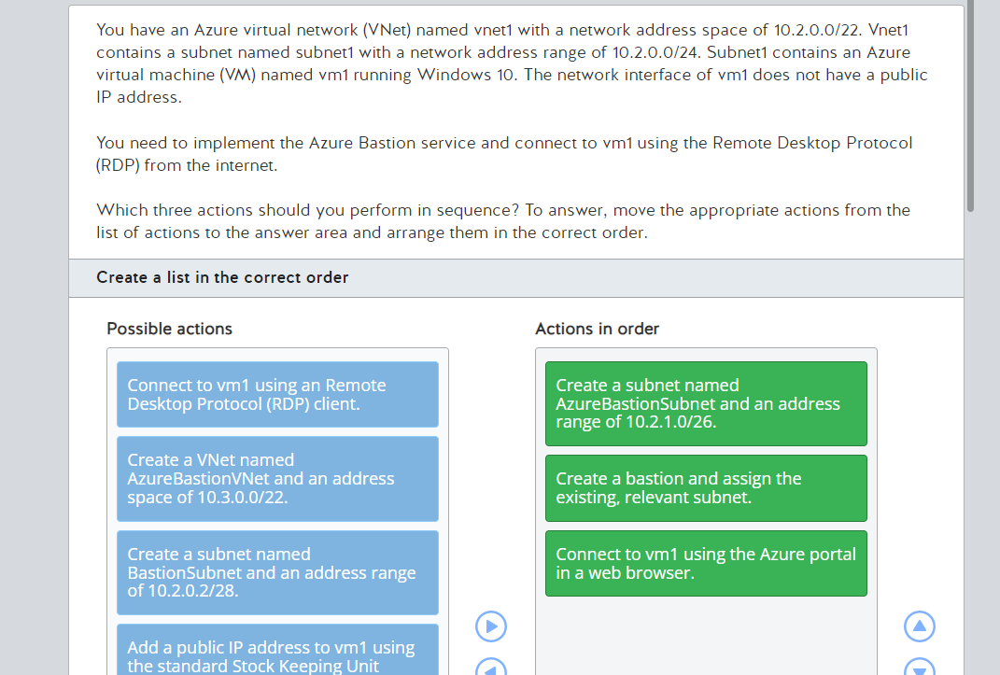 You have an Azure virtual network (VNet) named vnet1 with a network address space of 10.2.0.0/22. Vnet1
contains a subnet named subnet1 with a network address range of 10.2.0.0/24. Subnet1 contains an Azure
virtual machine (VM) named vm1 running Windows 10. The network interface of vm1 does not have a public
IP address.
You need to implement the Azure Bastion service and connect to vm1 using the Remote Desktop Protocol
(RDP) from the internet.
Which three actions should you perform in sequence? To answer, move the appropriate actions from the
list of actions to the answer area and arrange them in the correct order.
Create a list in the correct order
Possible actions
Connect to vm1 using an Remote
Desktop Protocol (RDP) client.
Create a VNet named
AzureBastionVNet and an address
space of 10.3.0.0/22.
Create a subnet named
BastionSubnet and an address range
of 10.2.0.2/28.
Add a public IP address to vm1 using
the standard Stock Keeping Unit
Actions in order
Create a subnet named
AzureBastionSubnet and an address
range of 10.2.1.0/26.
Create a bastion and assign the
existing, relevant subnet.
Connect to vm1 using the Azure portal
in a web browser.